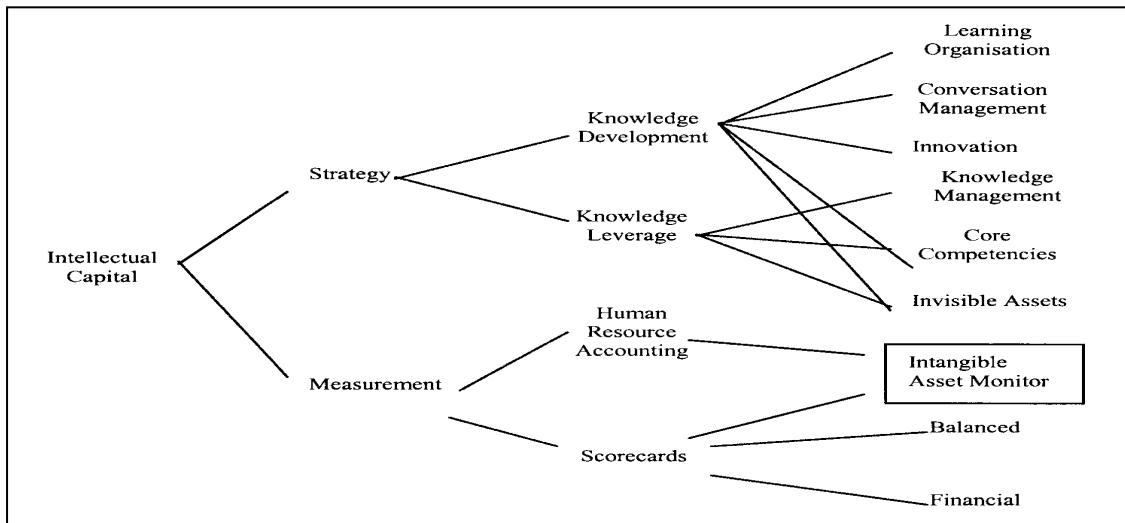 Learning
Organisation
Conversation
Management
Knowledge
Development
Innovation
Strategy
Knowledge
Management
Knowledge
Leverage
Core
Competencies
Intellectual
Capital
Invisible Assets
Human
Resource
Accounting
Intangible
Asset Monitor
Measurement
Balanced
Scorecards
Financial